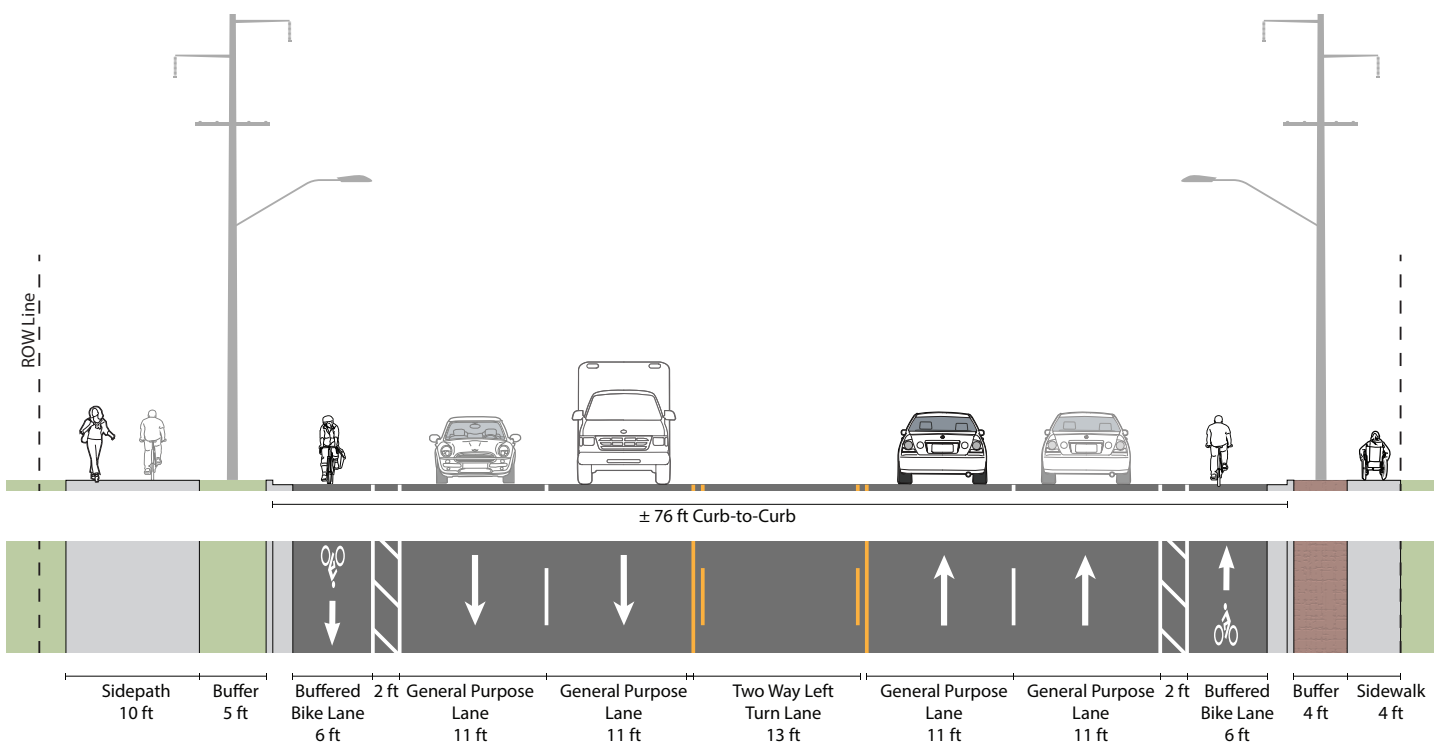 ROW Line
± 76 ft Curb-to-Curb
Sidepath
10 ft
Buffer
5 ft
Buffered
Bike Lane
6 ft
2 ft
General Purpose
Lane
11 ft
General Purpose
Lane
11 ft
Two Way Left
Turn Lane
13 ft
General Purpose
Lane
11 ft
General Purpose
Lane
11 ft
2 ft
Buffered
Bike Lane
6 ft
Buffer
4 ft
Sidewalk
4 ft